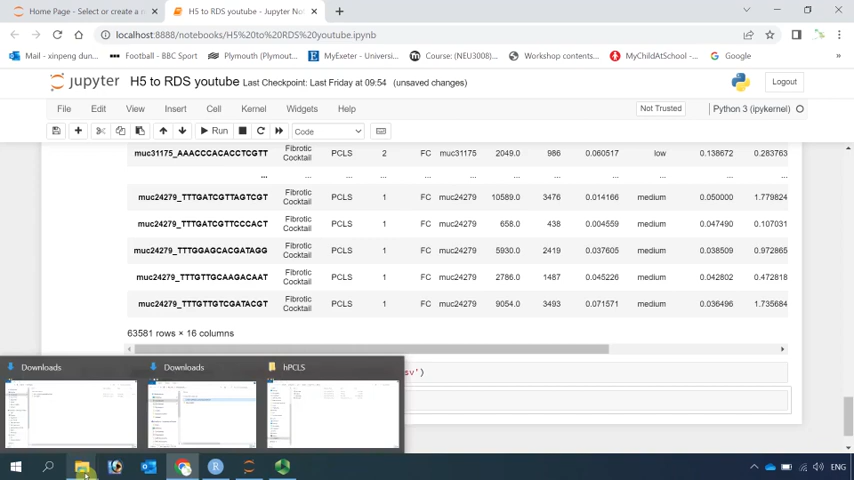 Home Page - Select or create a n
H5 to RDS youtube - Jupyter Not
localhost:8888/notebooks/H5%20to%20RDS%20youtube.ipynb
Mail - xinpeng dun...
Football - BBC Sport
Plymouth (Plymouth)...
MyExeter - Universi...
Course: (NEU3008)...
Workshop contents...
MyChildAtSchool -...
Google
»
jupyter H5 to RDS youtube Last Checkpoint: Last Friday at 09:54 (unsaved changes)
Logout
File Edit View Insert Cell Kernel Widgets Help
Not Trusted
Python 3 (ipykernel)
Run
Code
muc31175_AAACCCACACCTCGTT Fibrotic Cocktail PCLS 2 FC muc31175 2049.0 986 0.060517 low 0.138672 0.283763
... ... ... ... ... ... ... ... ... ... ... ...
muc24279_TTTGATCGTTAGTCGT Fibrotic Cocktail PCLS 1 FC muc24279 10589.0 3476 0.014166 medium 0.050000 1.779824
muc24279_TTTGATCGTTCCCACT Fibrotic Cocktail PCLS 1 FC muc24279 658.0 438 0.004559 medium 0.047490 0.107031
muc24279_TTTGGAGCACGATAGG Fibrotic Cocktail PCLS 1 FC muc24279 5930.0 2419 0.037605 medium 0.038509 0.972865
muc24279_TTTGTTGCAAGACAAT Fibrotic Cocktail PCLS 1 FC muc24279 2786.0 1487 0.045226 medium 0.042802 0.472818
muc24279_TTTGTTGTCGATACGT Fibrotic Cocktail PCLS 1 FC muc24279 9054.0 3493 0.071571 medium 0.036496 1.735684
63581 rows × 16 columns
Downloads
Downloads
hPCLS
sv')
ENG